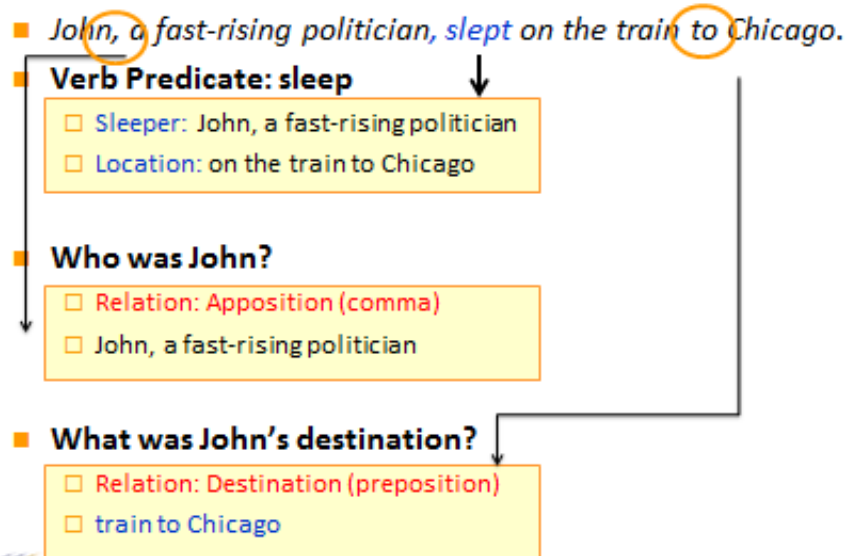 John, a fast-rising politician, slept on the train to Chicago.
Verb Predicate: sleep
Sleeper: John, a fast-rising politician
Location: on the train to Chicago
Who was John?
Relation: Apposition (comma)
John, a fast-rising politician
What was John's destination?
Relation: Destination (preposition)
train to Chicago